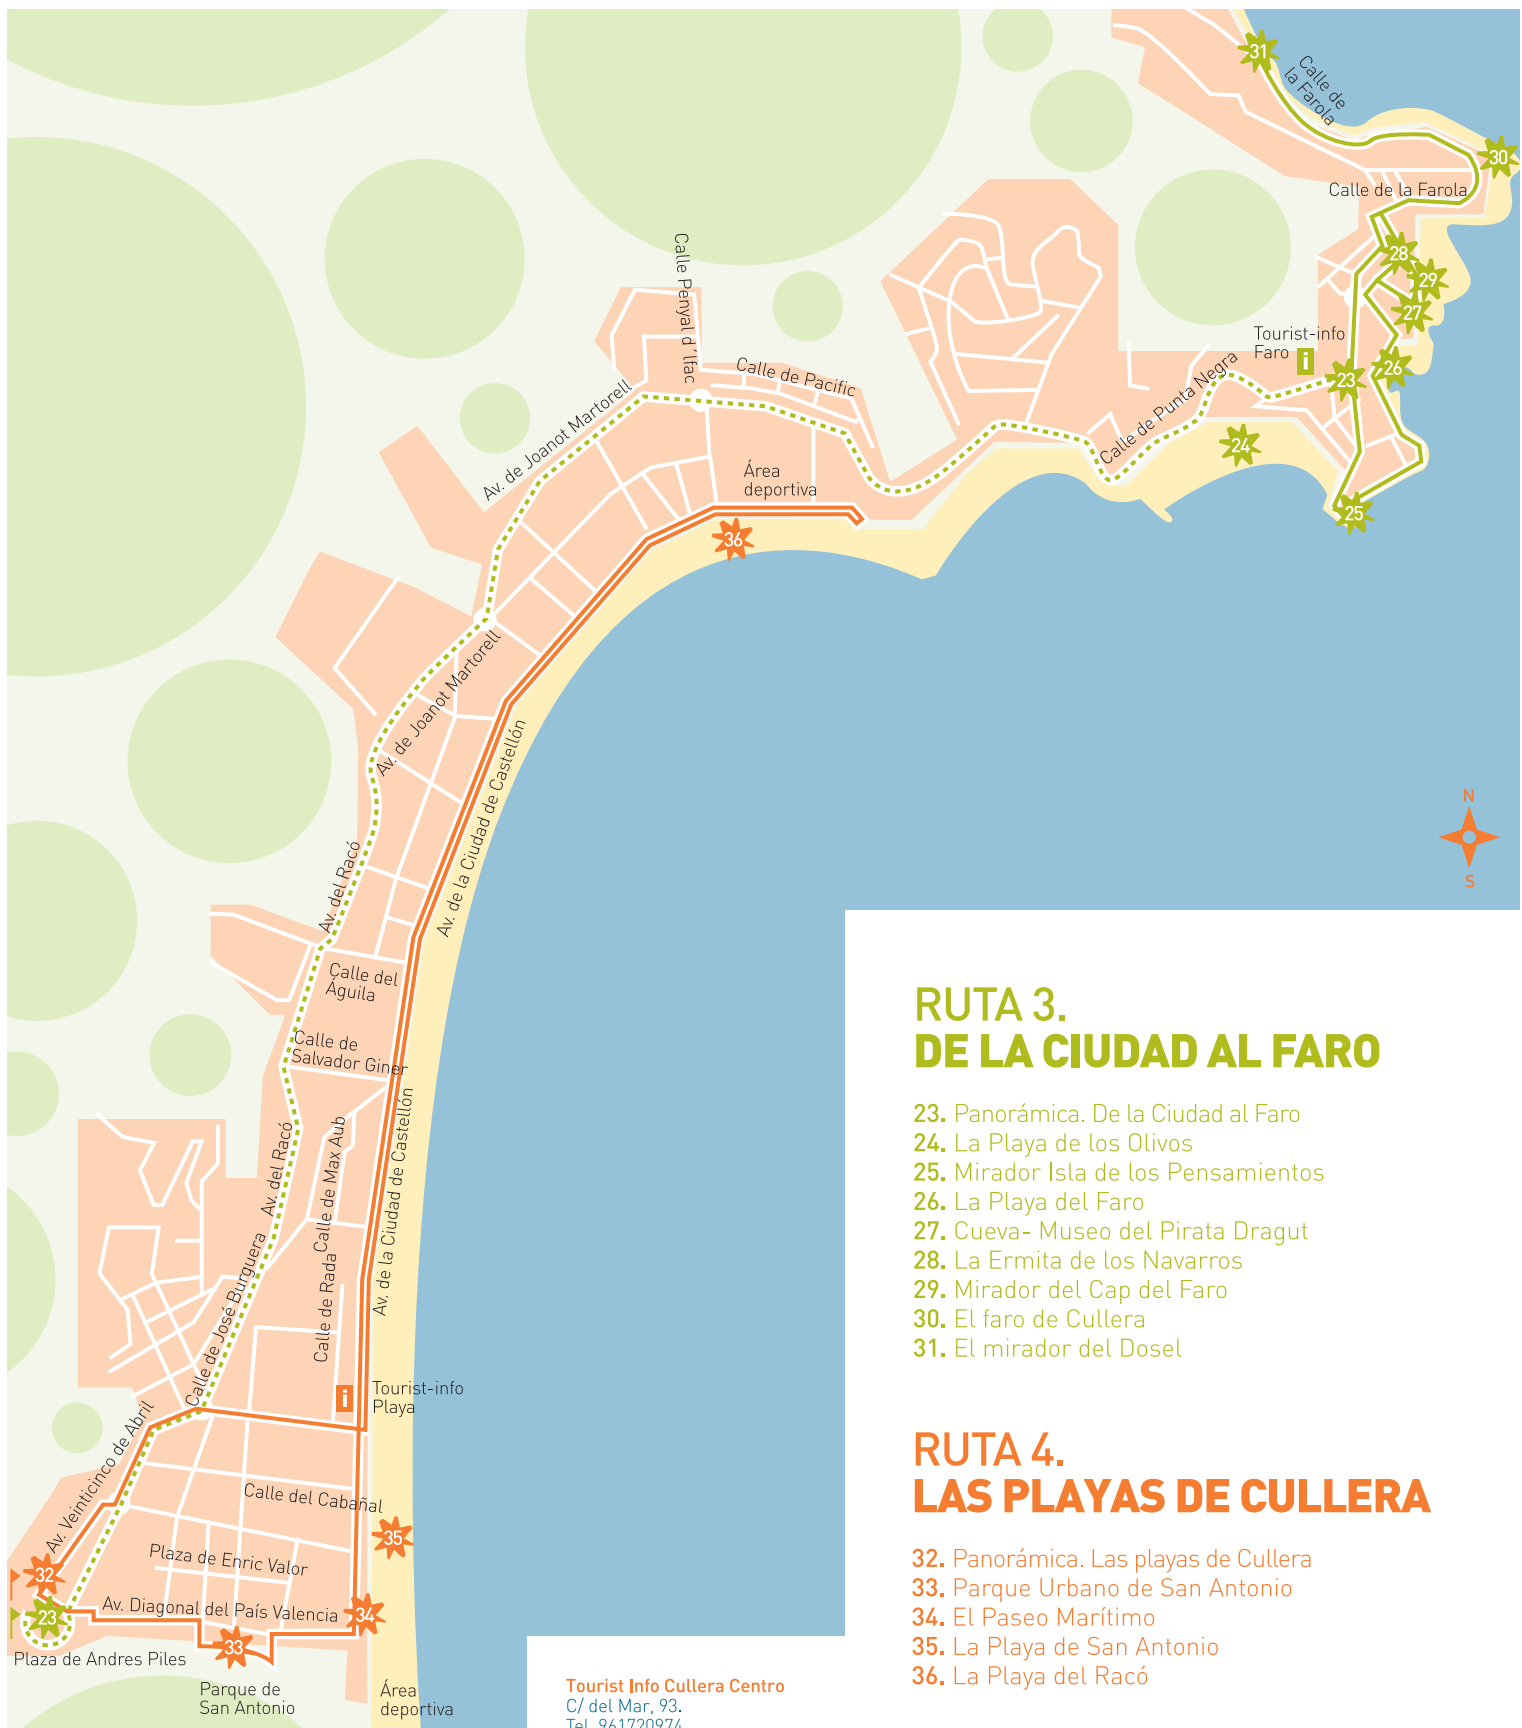 31
Calle de
la Farola
30
Calle de la Farola
28
29
27
Tourist-info
Faro
i
23
26
Calle Penyal d´Ifac
Calle de Pacific
Calle de Punta Negra
24
25
Av. de Joanot Martorell
Área
deportiva
36
Av. de Joanot Martorell
Av. de la Ciudad de Castellón
N
S
Av. del Racó
Calle del
Águila
Calle de
Salvador Giner
Av. del Racó
Calle de Max Aub
Av. de la Ciudad de Castellón
Calle de José Burguera
Calle de Rada
i
Tourist-info
Playa
Av. Veinticinco de Abril
Calle del Cabañal
35
Plaza de Enric Valor
32
Av. Diagonal del País Valencia
34
23
33
Plaza de Andres Piles
Parque de
San Antonio
Área
deportiva
RUTA 3.
DE LA CIUDAD AL FARO
23. Panorámica. De la Ciudad al Faro
24. La Playa de los Olivos
25. Mirador Isla de los Pensamientos
26. La Playa del Faro
27. Cueva- Museo del Pirata Dragut
28. La Ermita de los Navarros
29. Mirador del Cap del Faro
30. El faro de Cullera
31. El mirador del Dosel
RUTA 4.
LAS PLAYAS DE CULLERA
32. Panorámica. Las playas de Cullera
33. Parque Urbano de San Antonio
34. El Paseo Marítimo
35. La Playa de San Antonio
36. La Playa del Racó
Tourist Info Cullera Centro
C/ del Mar, 93.
Tel. 961720974